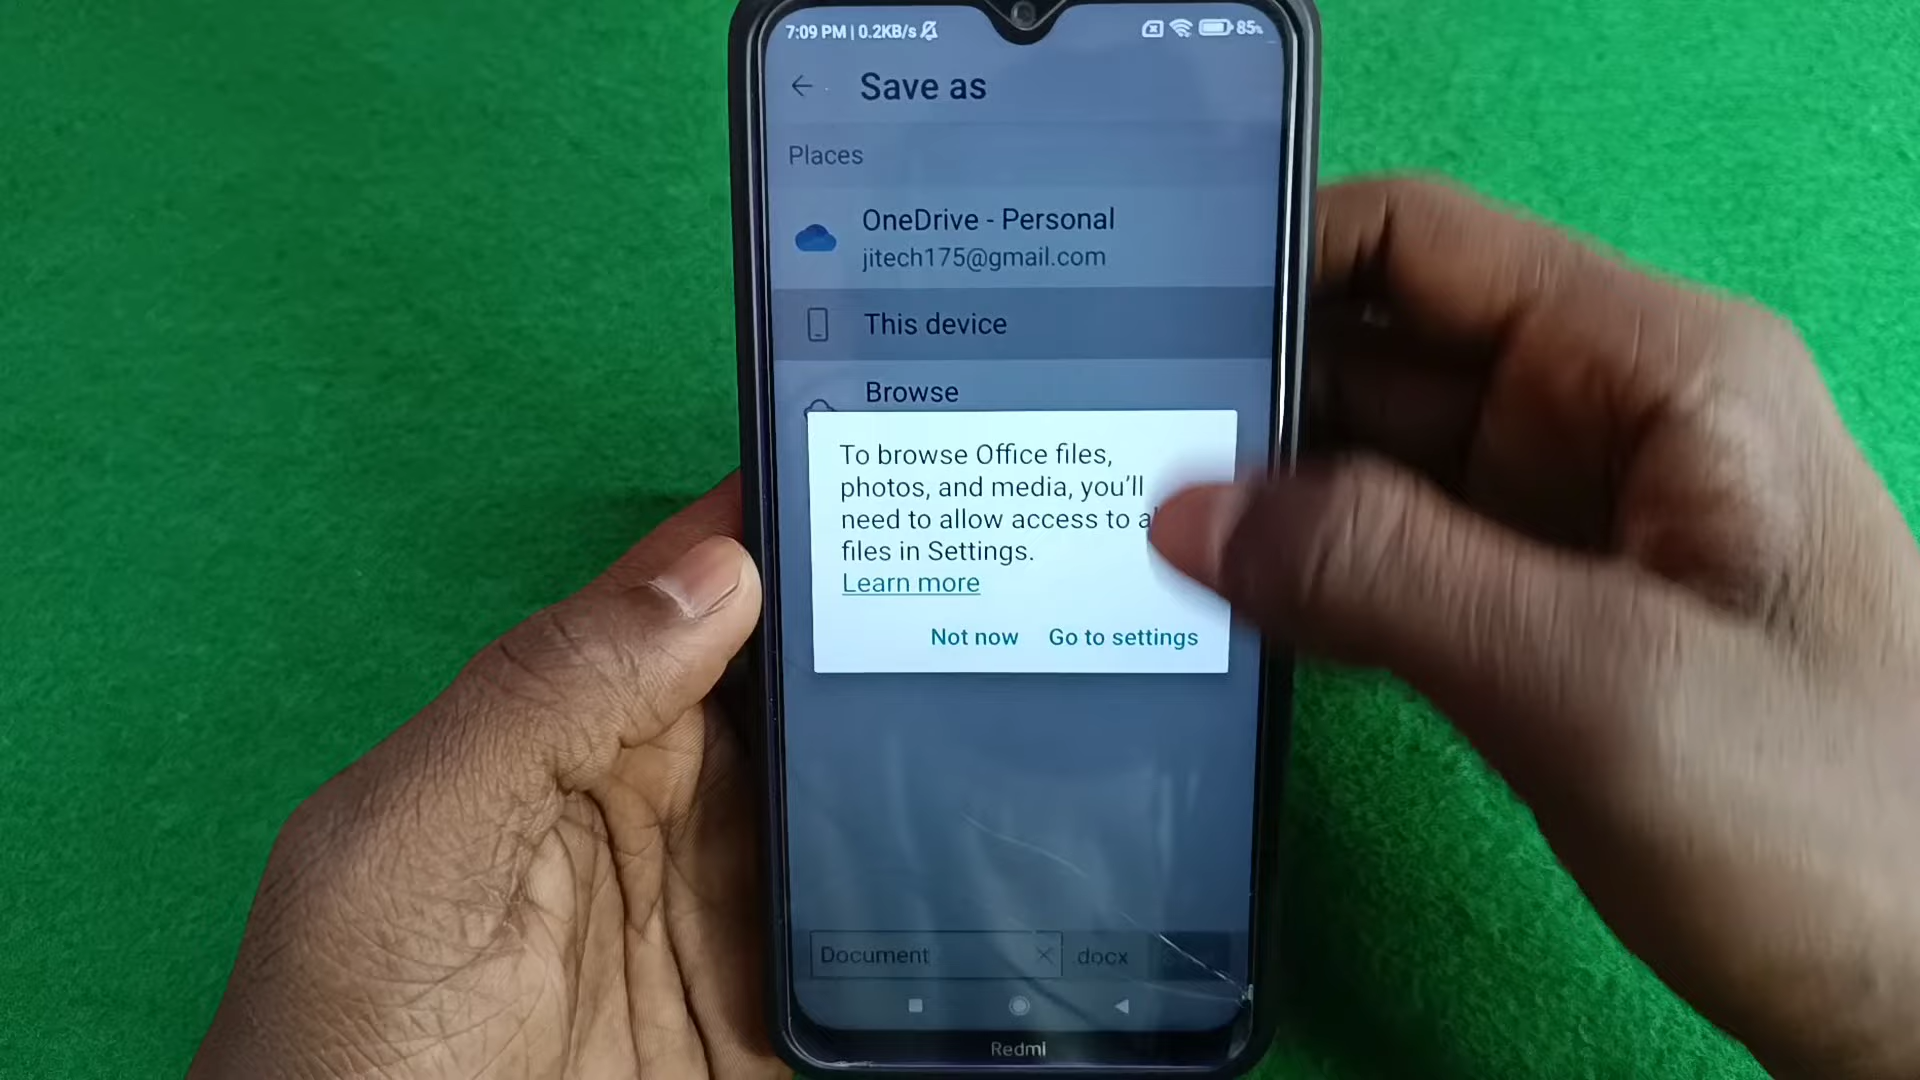 7:09 PM | 0.2KB/s
85%
Save as
Places
OneDrive - Personal
jitech175@gmail.com
This device
Browse
To browse Office files,
photos, and media, you'll
need to allow access to
files in Settings.
Learn more
Not now Go to settings
Document .docx
Redmi